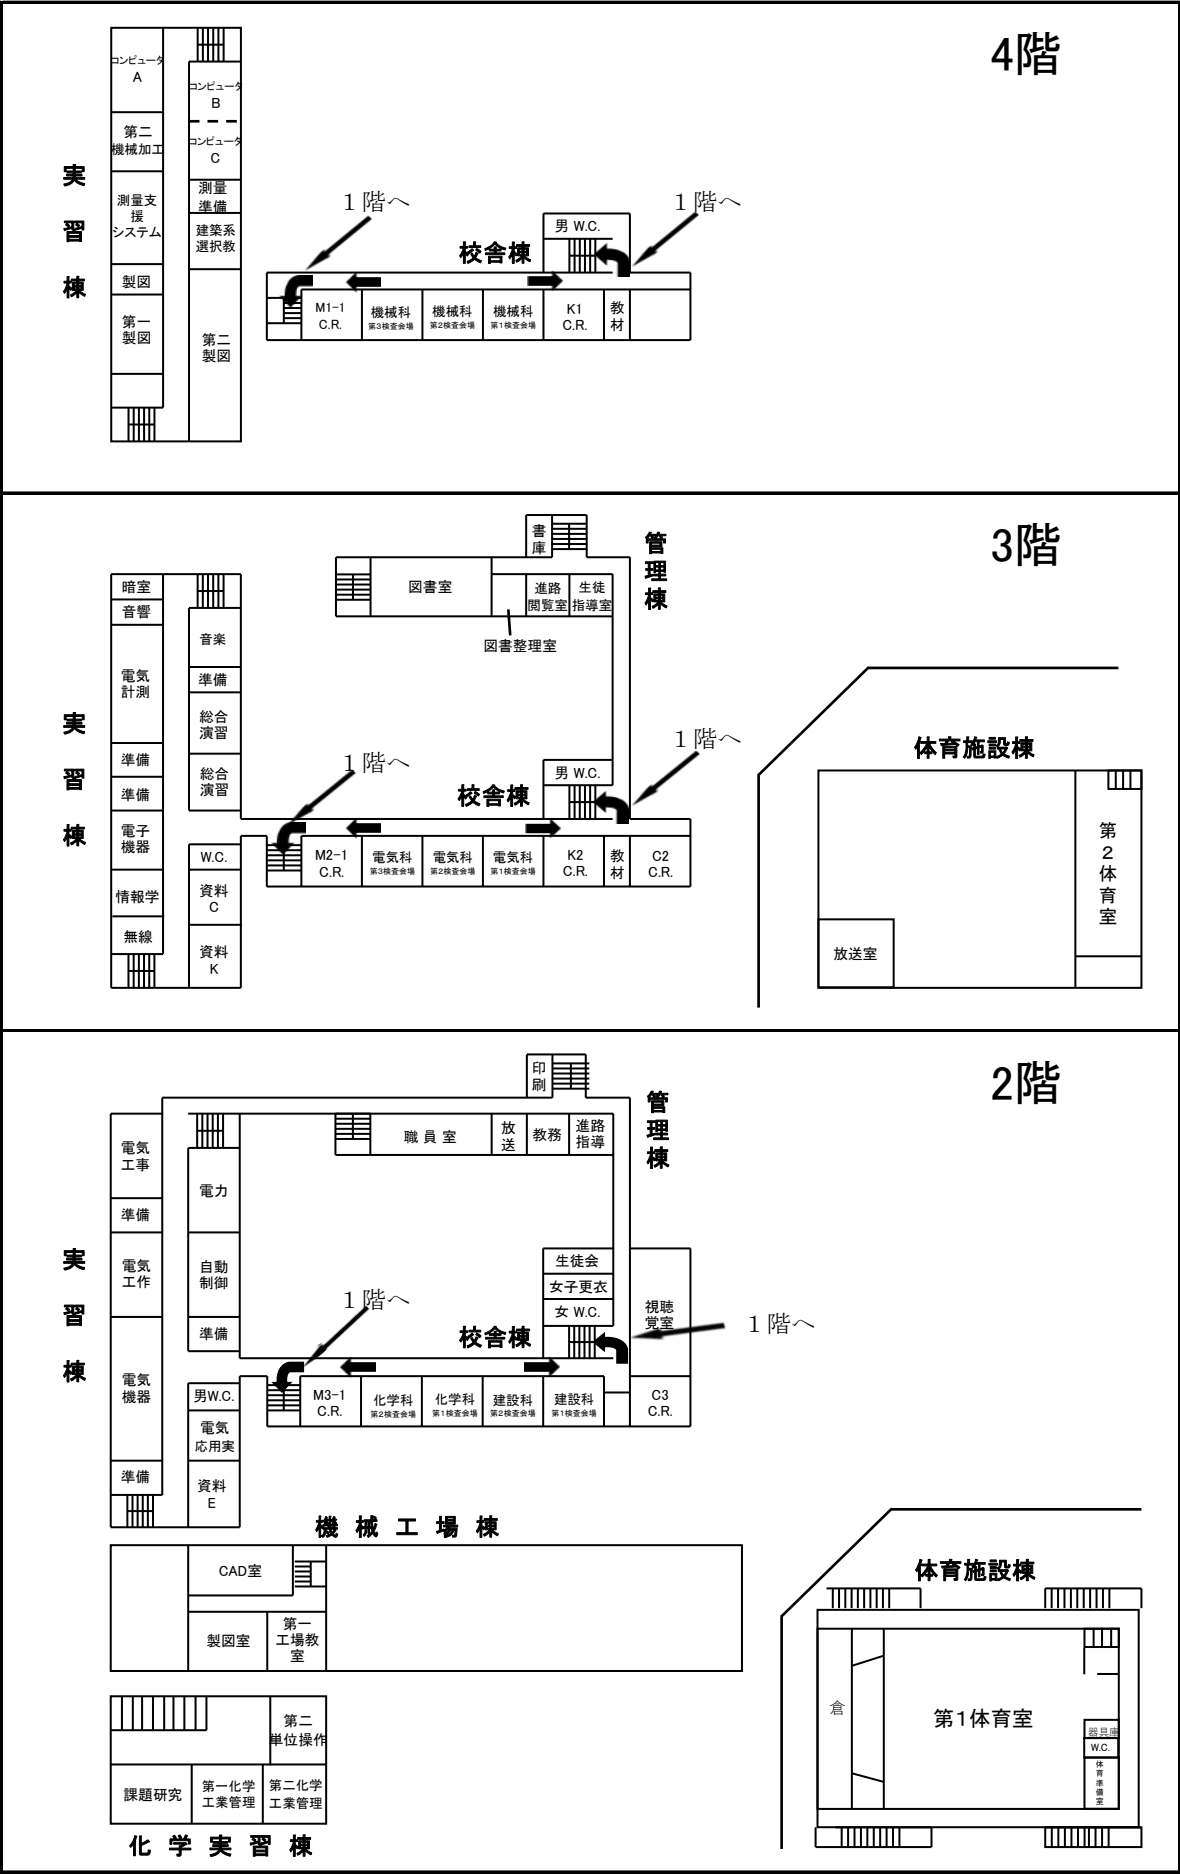 4階
コンピュータ
A
コンピュータ
B
コンピュータ
C
第二
機械加工
測量
準備
測量支
援
システム
建築系
選択教
製図
第一
製図
第二
製図
実
習
棟
1階へ
1階へ
校舎棟
男 W.C.
M1-1
C.R.
機械科
第3検査会場
機械科
第2検査会場
機械科
第1検査会場
K1
C.R.
教
材
3階
書
庫
管
理
棟
図書室
進路
閲覧室
生徒
指導室
図書整理室
暗室
音響
音楽
電気
計測
準備
総合
演習
準備
総合
演習
準備
電子
機器
W.C.
情報学
資料
C
無線
資料
K
実
習
棟
1階へ
1階へ
校舎棟
男 W.C.
M2-1
C.R.
電気科
第3検査会場
電気科
第2検査会場
電気科
第1検査会場
K2
C.R.
教
材
C2
C.R.
体育施設棟
第
2
体
育
室
放送室
2階
印
刷
管
理
棟
職員室
放
送
教務
進路
指導
電気
工事
電力
準備
電気
工作
自動
制御
準備
電気
機器
男W.C.
電気
応用実
準備
資料
E
実
習
棟
生徒会
女子更衣
女 W.C.
視聴
覚室
1階へ
1階へ
校舎棟
M3-1
C.R.
化学科
第2検査会場
化学科
第1検査会場
建設科
第2検査会場
建設科
第1検査会場
C3
C.R.
機械工場棟
CAD室
製図室
第一
工場教
室
第二
単位操作
課題研究
第一化学
工業管理
第二化学
工業管理
化学実習棟
体育施設棟
倉
第1体育室
器具庫
W.C.
体
育
準
備
室